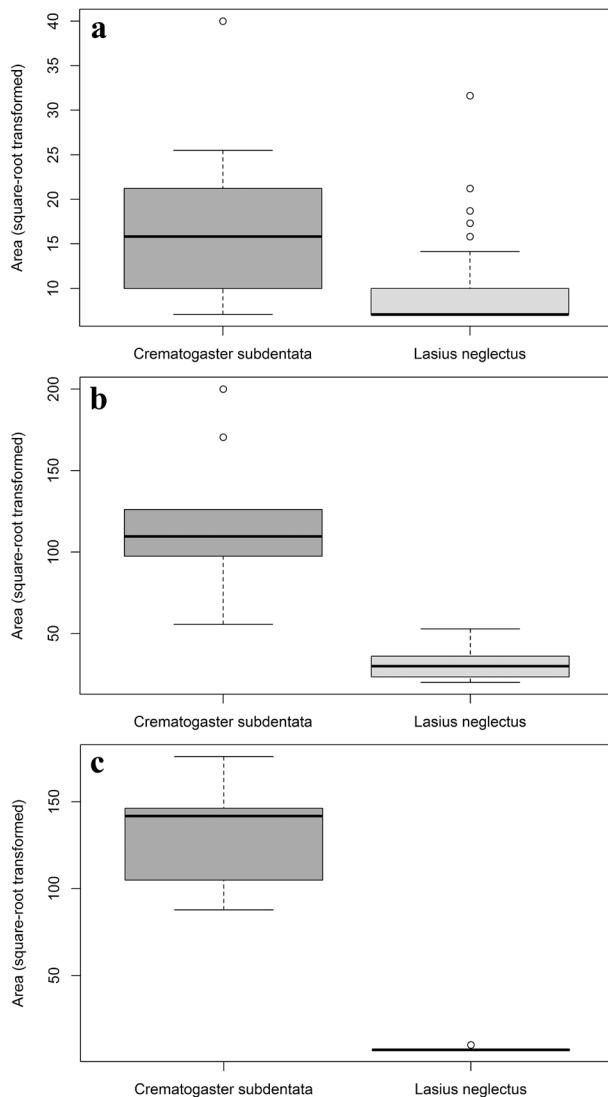 a
40
35
30
25
20
15
10
Area (square-root transformed)
Crematogaster subdentata Lasius neglectus
b
200
150
100
50
Area (square-root transformed)
Crematogaster subdentata Lasius neglectus
c
150
100
50
Area (square-root transformed)
Crematogaster subdentata Lasius neglectus